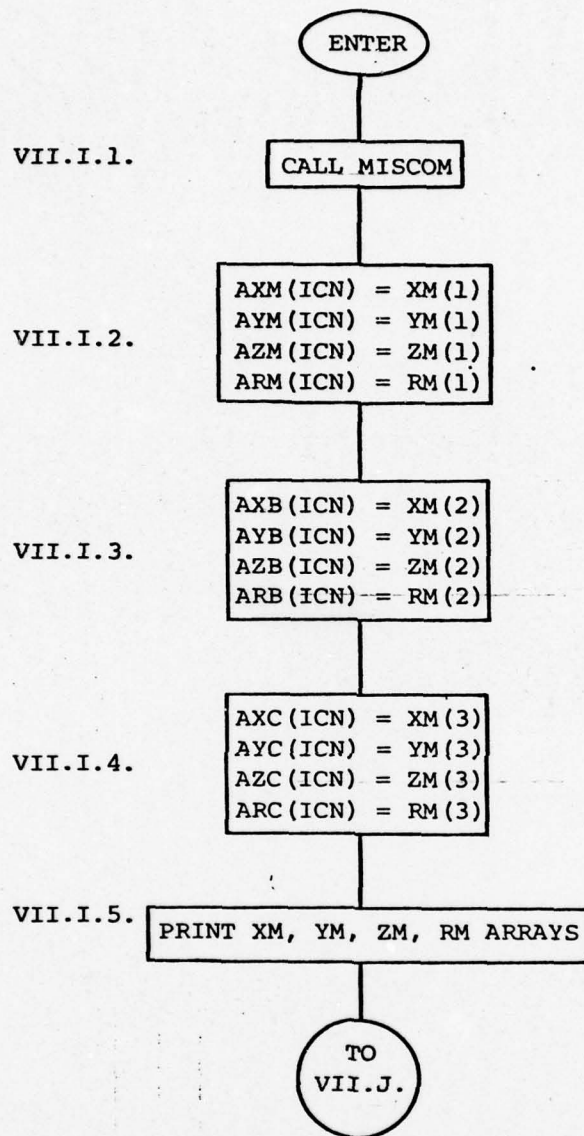 ENTER
VII.I.1.
CALL MISCOM
VII.I.2.
AXM(ICN) = XM(1)
AYM(ICN) = YM(1)
AZM(ICN) = ZM(1)
ARM(ICN) = RM(1)
VII.I.3.
AXB(ICN) = XM(2)
AYB(ICN) = YM(2)
AZB(ICN) = ZM(2)
ARB(ICN) = RM(2)
VII.I.4.
AXC(ICN) = XM(3)
AYC(ICN) = YM(3)
AZC(ICN) = ZM(3)
ARC(ICN) = RM(3)
VII.I.5.
PRINT XM, YM, ZM, RM ARRAYS
TO
VII.J.